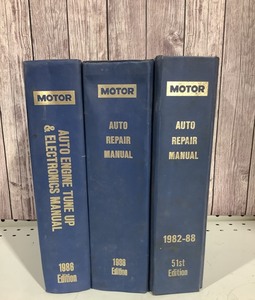 MOTOR
AUTO ENGINE TUNE UP
& ELECTRONICS MANUAL
1988
Edition
MOTOR
AUTO
REPAIR
MANUAL
1988
Edition
MOTOR
AUTO
REPAIR
MANUAL
1982-88
51st
Edition